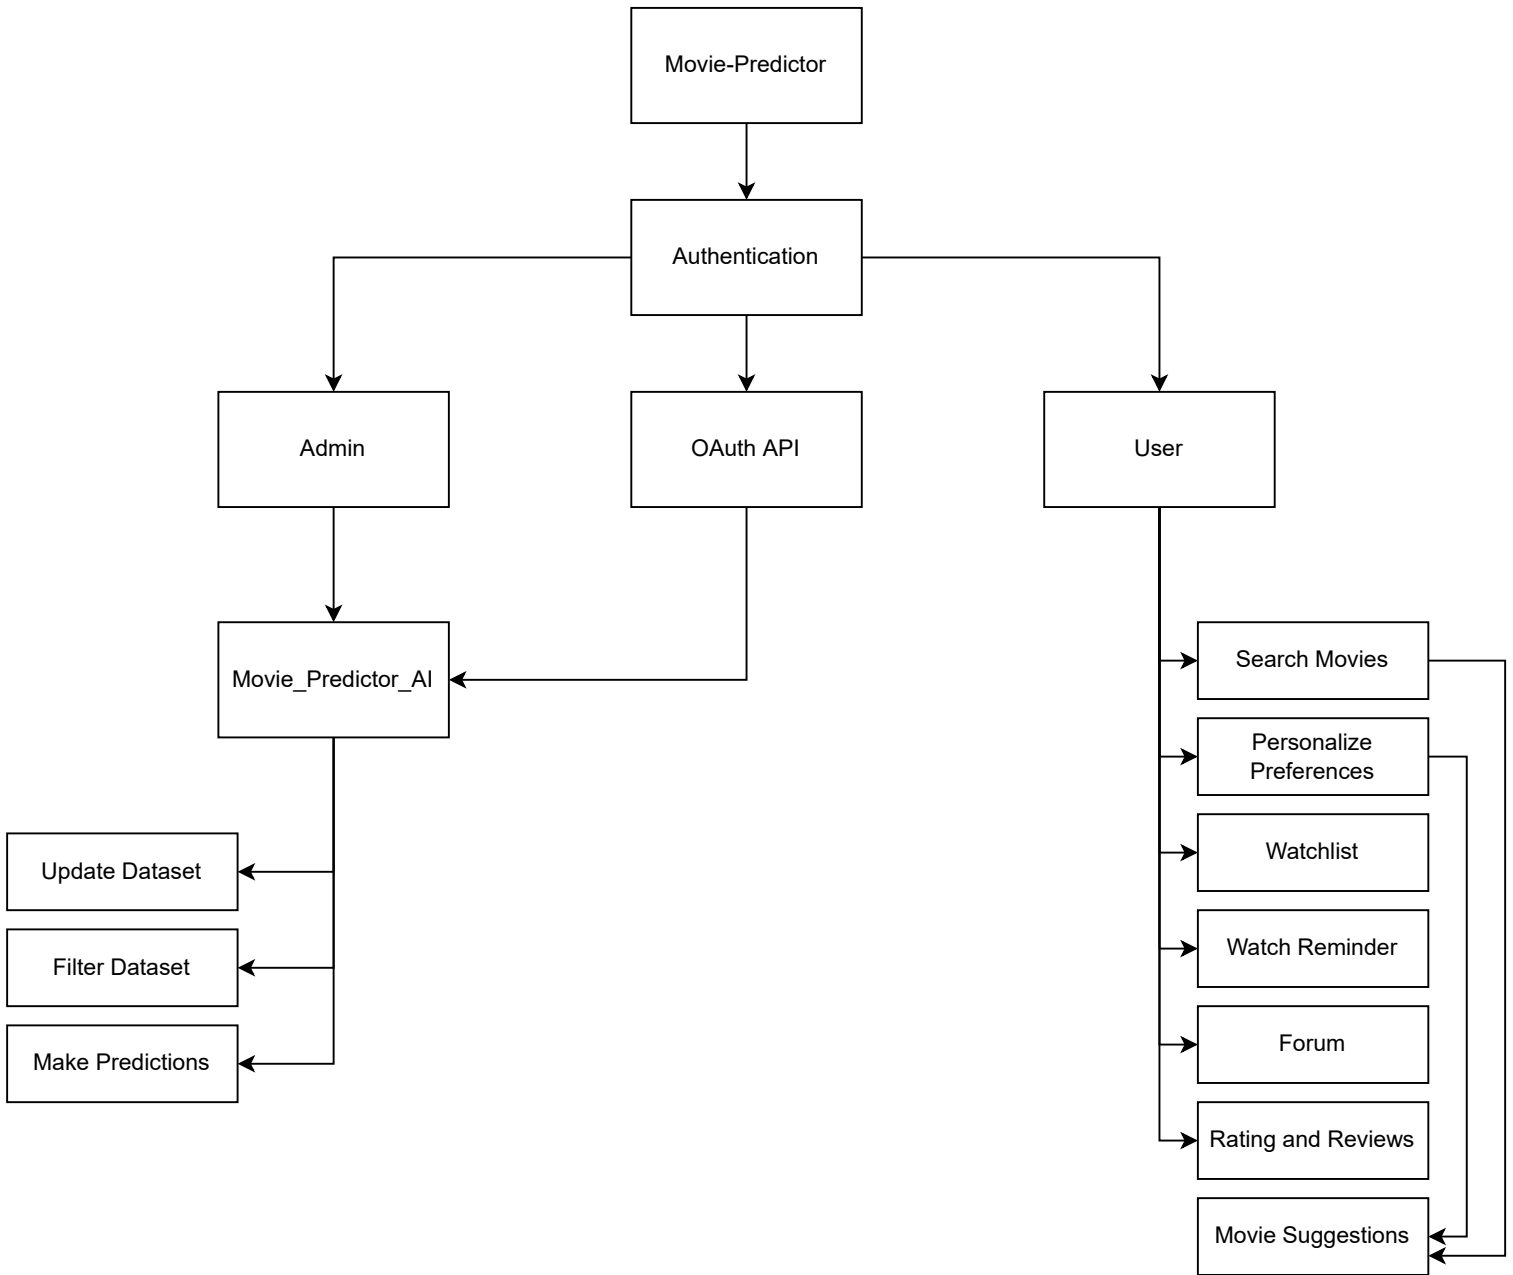 Movie-Predictor
Authentication
Admin
OAuth API
User
Movie_Predictor_AI
Search Movies
Personalize
Preferences
Watchlist
Update Dataset
Watch Reminder
Filter Dataset
Forum
Make Predictions
Rating and Reviews
Movie Suggestions